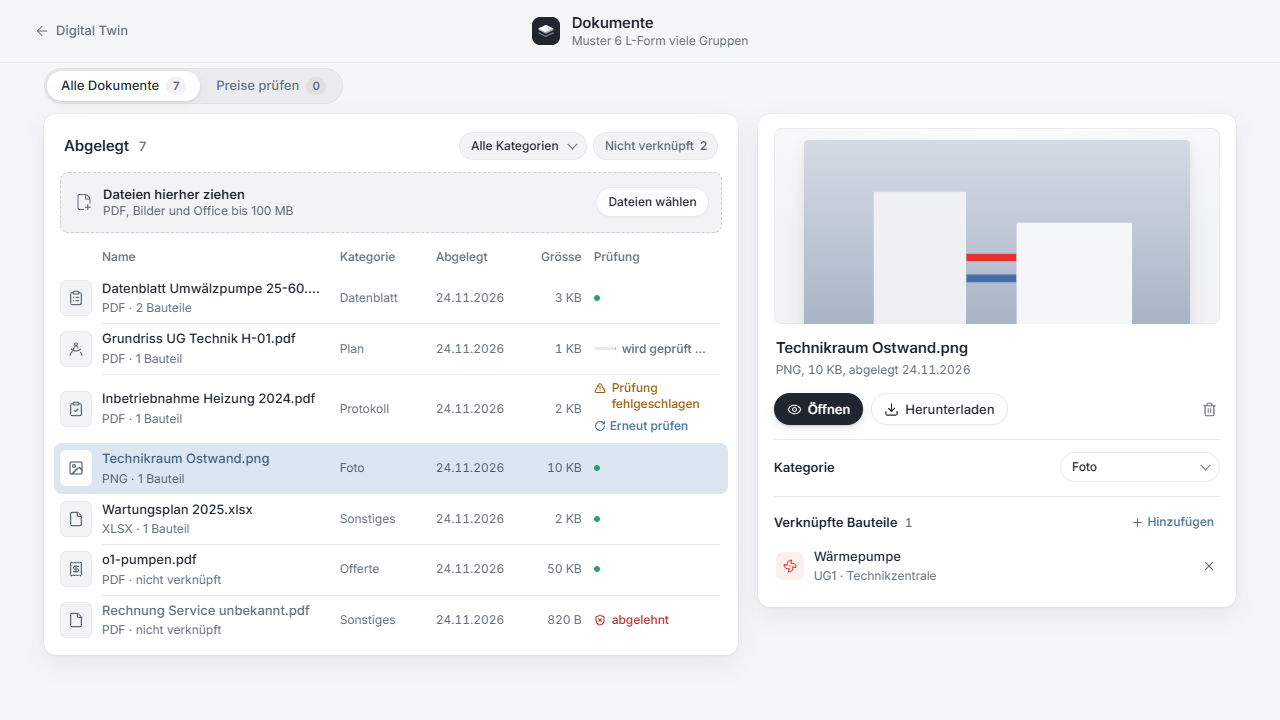 Digital Twin
Dokumente
Muster 6 L-Form viele Gruppen
Alle Dokumente 7
Preise prüfen 0
Abgelegt 7
Alle Kategorien
Nicht verknüpft 2
Dateien hierher ziehen
PDF, Bilder und Office bis 100 MB
Dateien wählen
Name Kategorie Abgelegt Grösse Prüfung
Datenblatt Umwälzpumpe 25-60....
PDF · 2 Bauteile
Datenblatt 24.11.2026 3 KB
Grundriss UG Technik H-01.pdf
PDF · 1 Bauteil
Plan 24.11.2026 1 KB wird geprüft ...
Inbetriebnahme Heizung 2024.pdf
PDF · 1 Bauteil
Protokoll 24.11.2026 2 KB
Prüfung
fehlgeschlagen
Erneut prüfen
Technikraum Ostwand.png
PNG · 1 Bauteil
Foto 24.11.2026 10 KB
Wartungsplan 2025.xlsx
XLSX · 1 Bauteil
Sonstiges 24.11.2026 2 KB
o1-pumpen.pdf
PDF · nicht verknüpft
Offerte 24.11.2026 50 KB
Rechnung Service unbekannt.pdf
PDF · nicht verknüpft
Sonstiges 24.11.2026 820 B abgelehnt
Technikraum Ostwand.png
PNG, 10 KB, abgelegt 24.11.2026
Öffnen
Herunterladen
Kategorie
Foto
Verknüpfte Bauteile 1
Hinzufügen
Wärmepumpe
UG1 · Technikzentrale